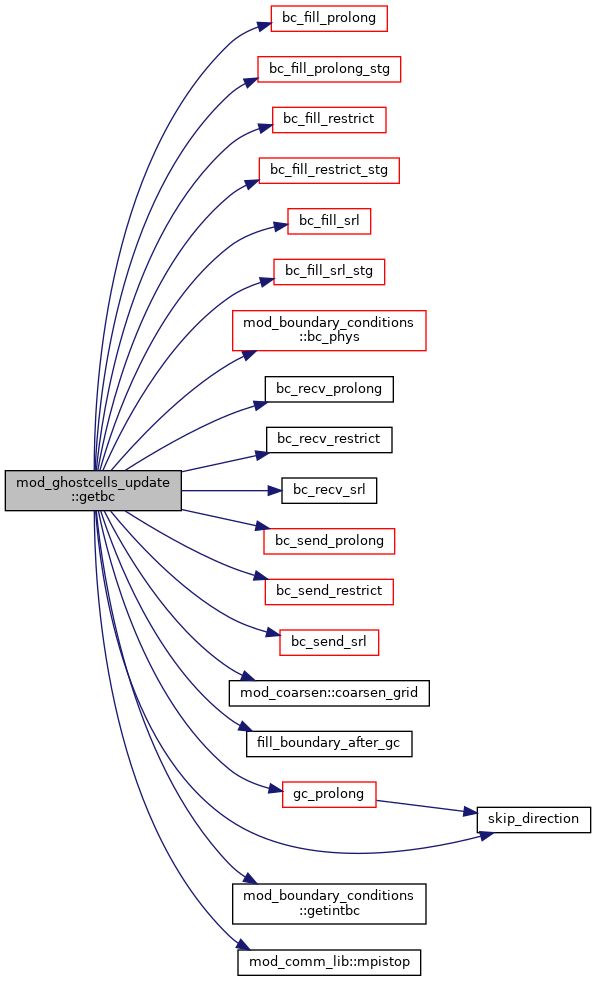 bc_fill_prolong
bc_fill_prolong_stg
bc_fill_restrict
bc_fill_restrict_stg
bc_fill_srl
bc_fill_srl_stg
mod_boundary_conditions
::bc_phys
bc_recv_prolong
bc_recv_restrict
mod_ghostcells_update
::getbc
bc_recv_srl
bc_send_prolong
bc_send_restrict
bc_send_srl
mod_coarsen::coarsen_grid
fill_boundary_after_gc
gc_prolong
skip_direction
mod_boundary_conditions
::getintbc
mod_comm_lib::mpistop